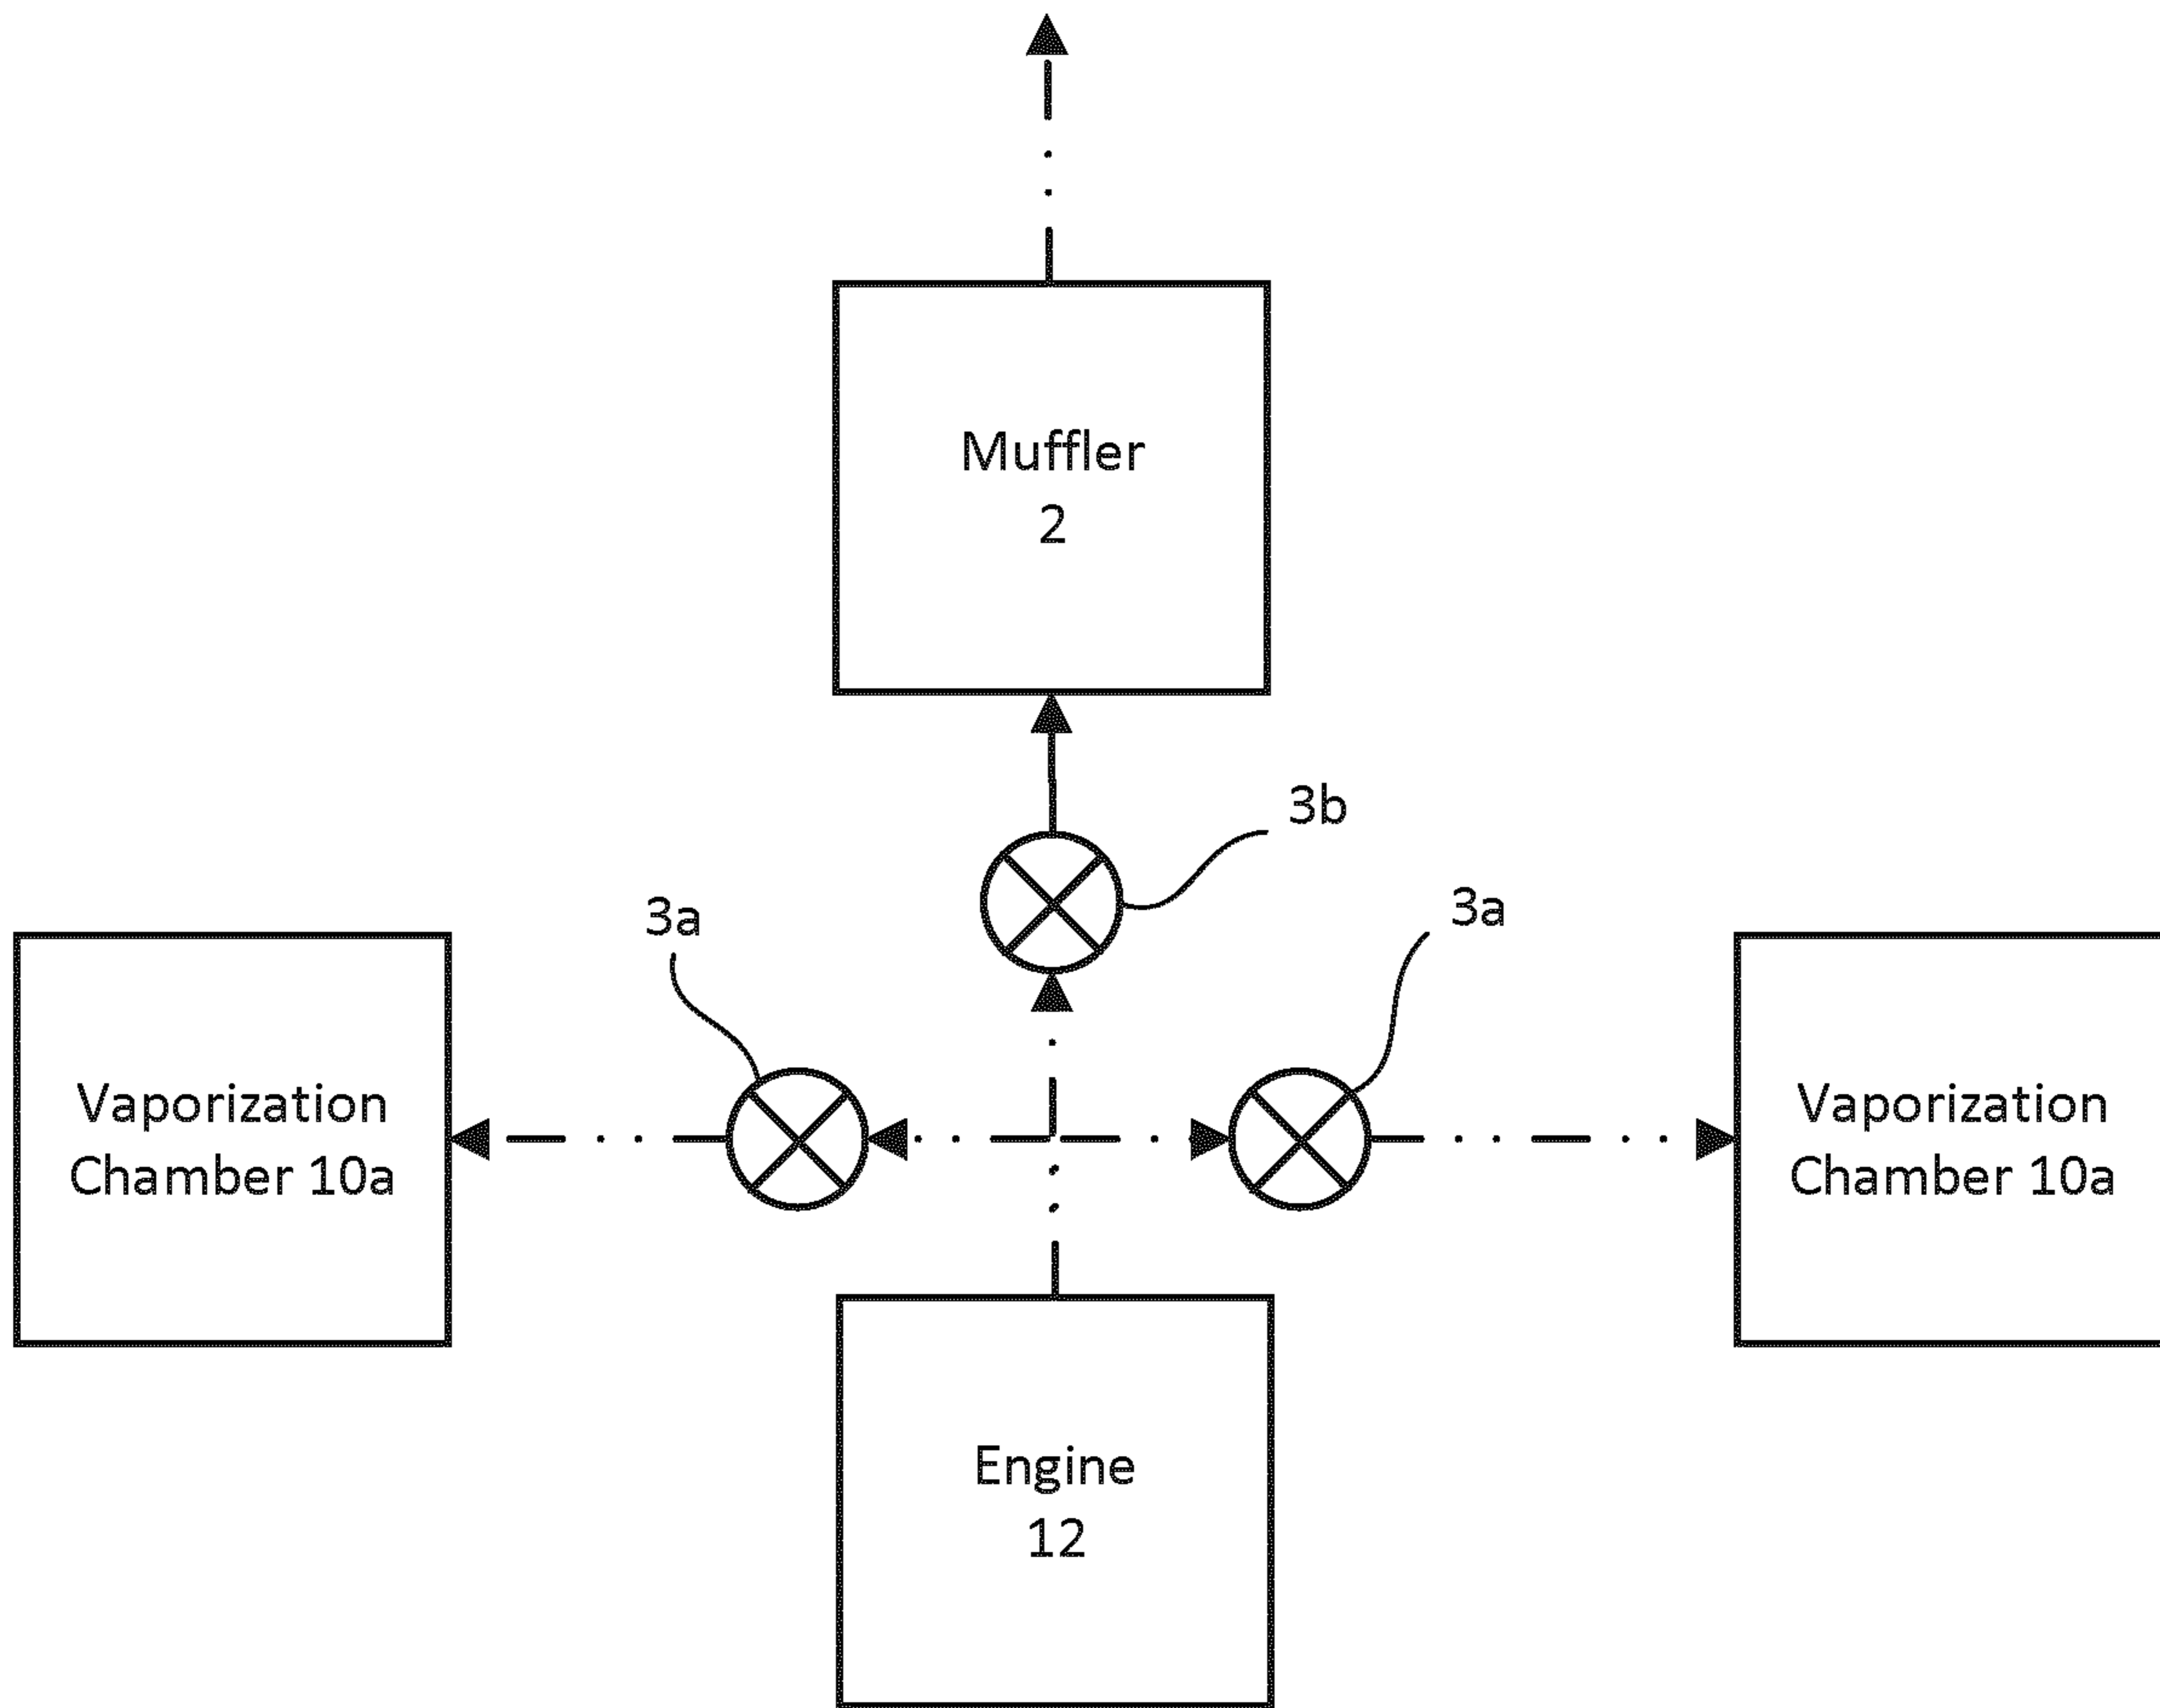 Muffler
2
3b
3a
3a
Vaporization
Chamber 10a
Vaporization
Chamber 10a
Engine
12